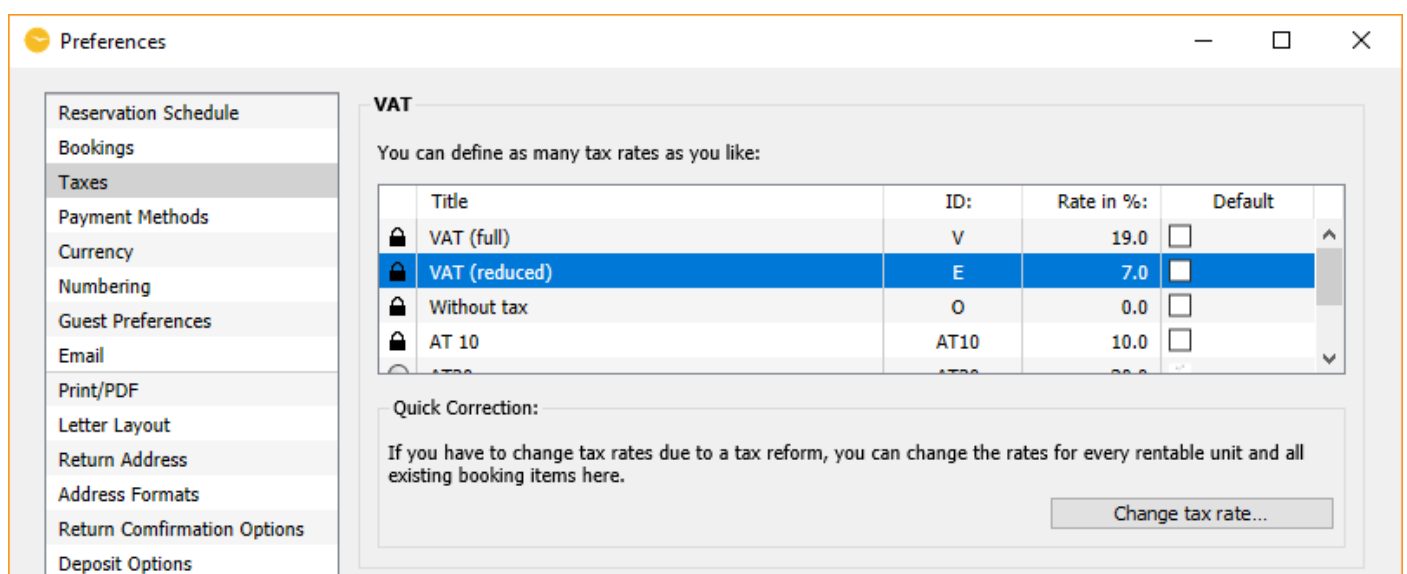 Preferences
Reservation Schedule
Bookings
Taxes
Payment Methods
Currency
Numbering
Guest Preferences
Email
Print/PDF
Letter Layout
Return Address
Address Formats
Return Comfirmation Options
Deposit Options
VAT
You can define as many tax rates as you like:
Title ID: Rate in %: Default
VAT (full) V 19.0
VAT (reduced) E 7.0
Without tax O 0.0
AT 10 AT10 10.0
Quick Correction:
If you have to change tax rates due to a tax reform, you can change the rates for every rentable unit and all
existing booking items here.
Change tax rate...